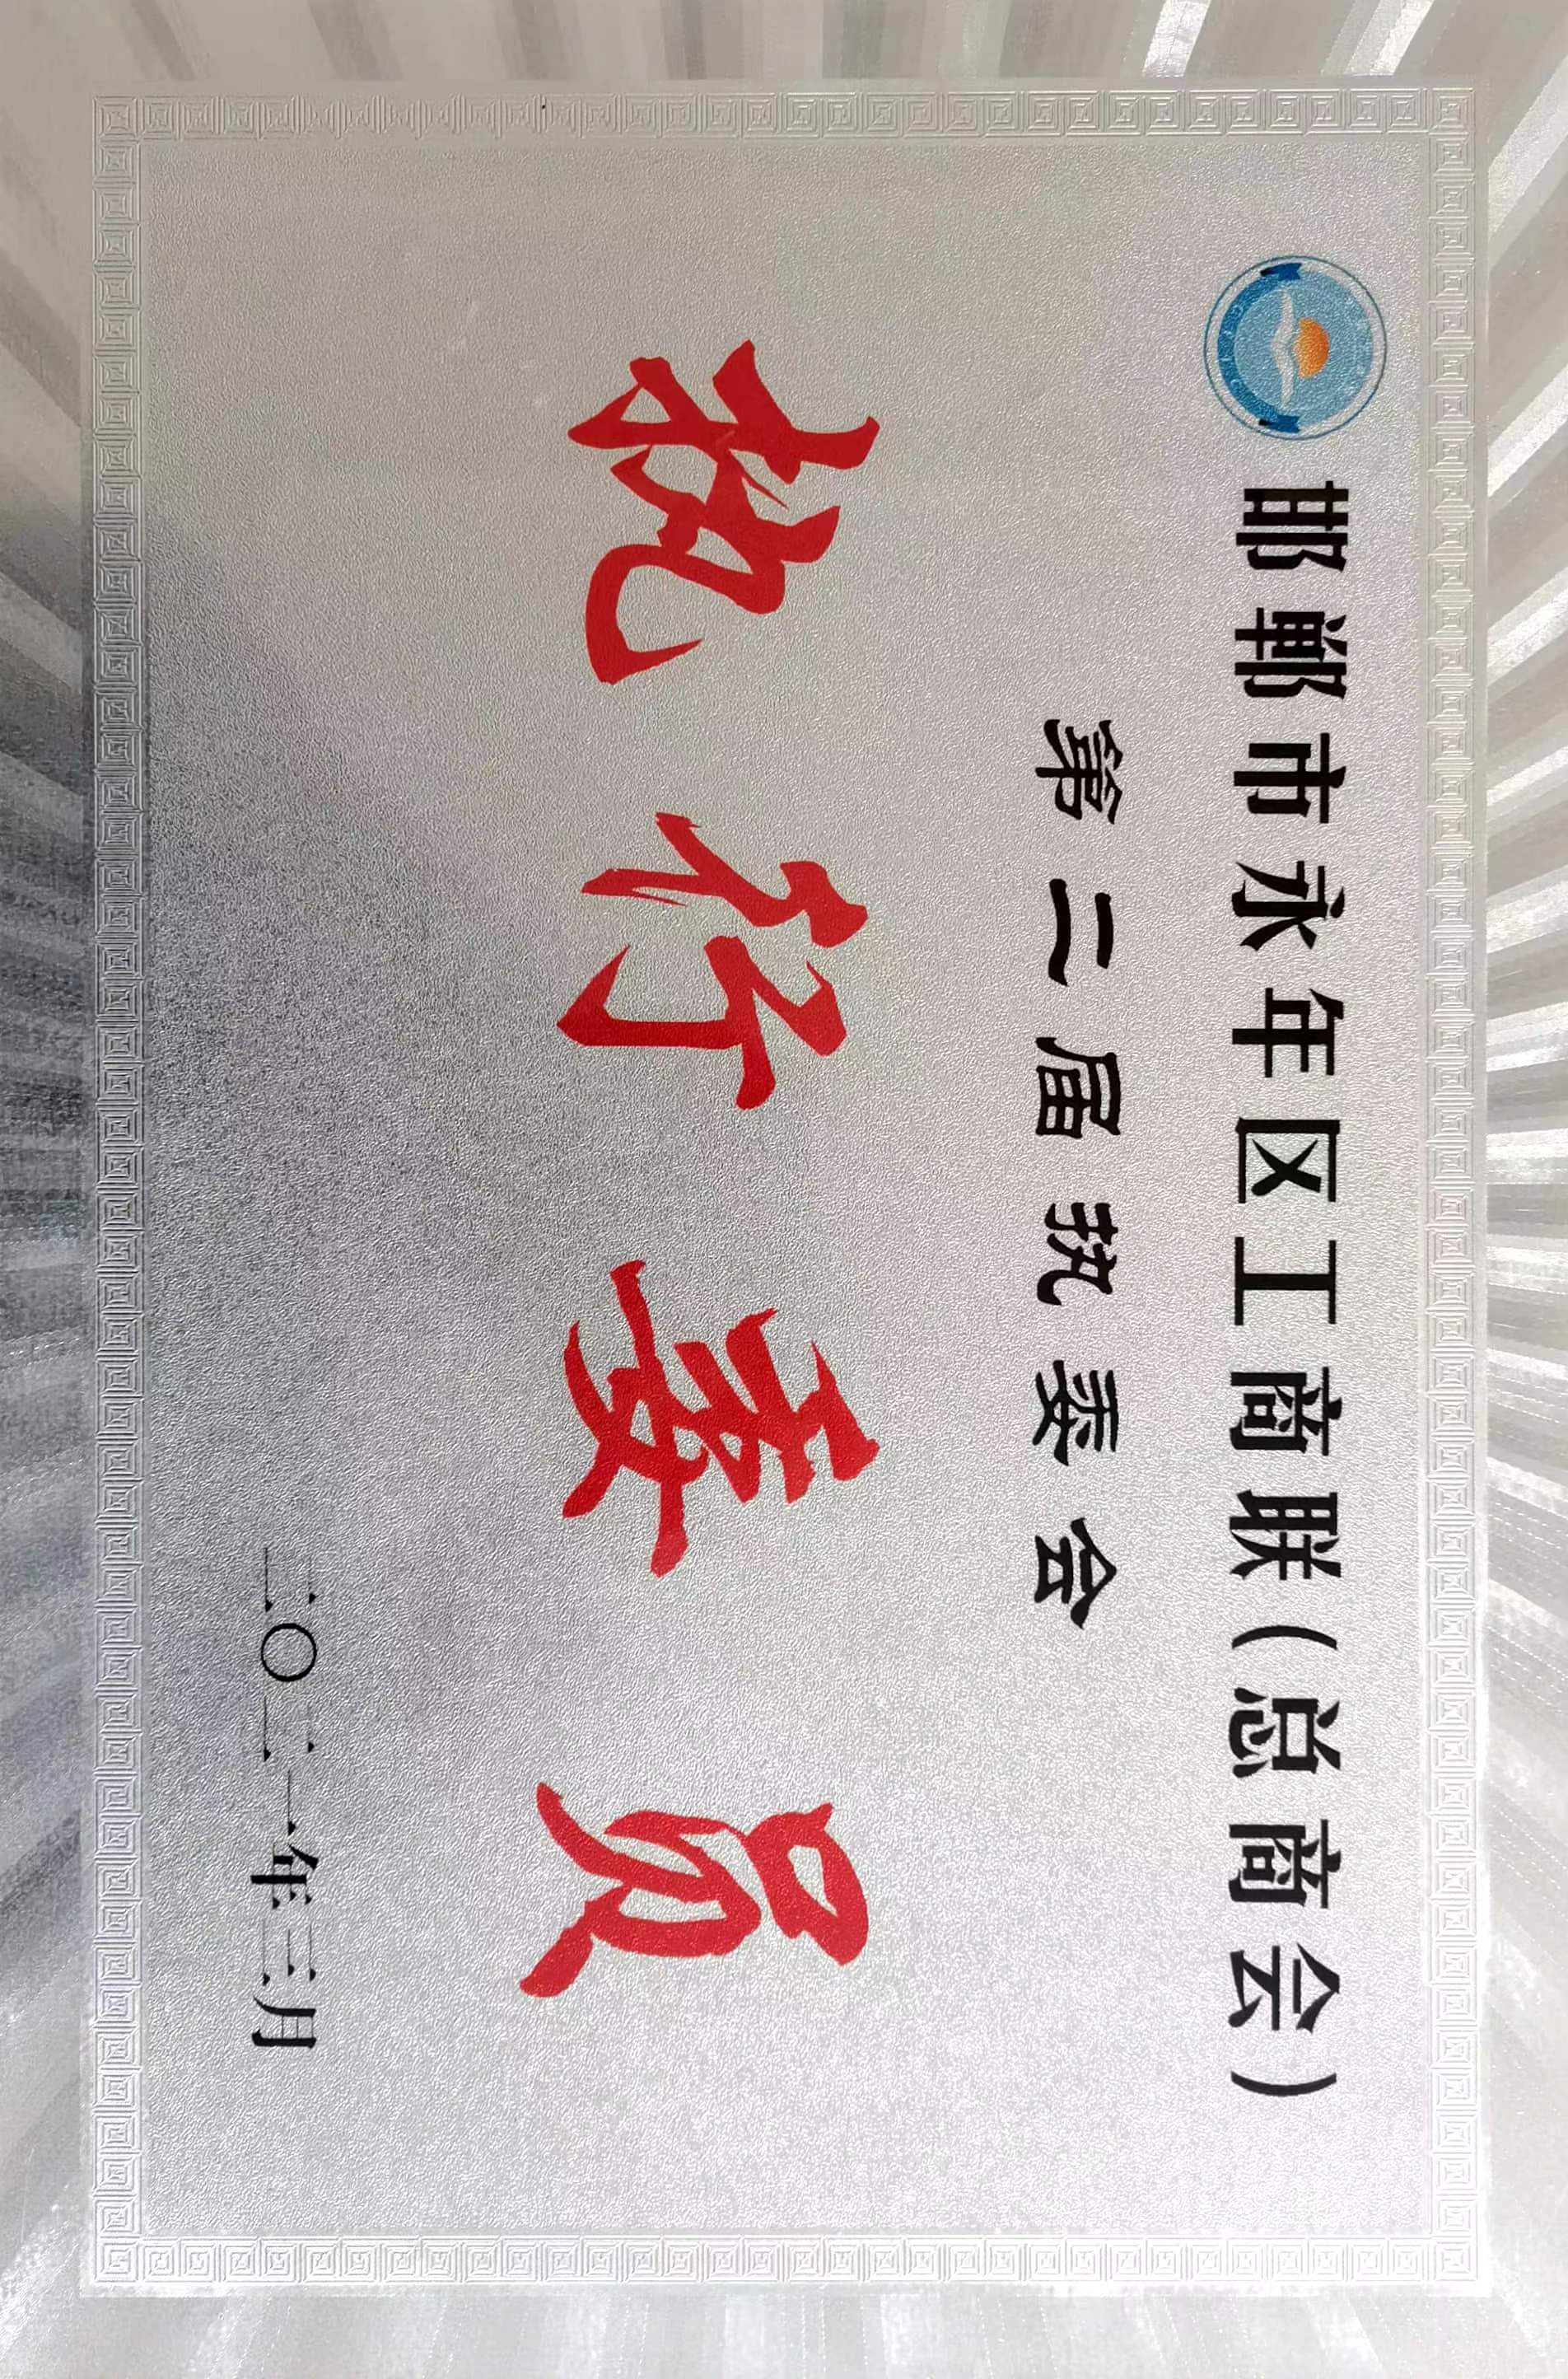 邯郸市永年区工商联(总商会)
第二届执委会
执行委员
二〇二一年三月